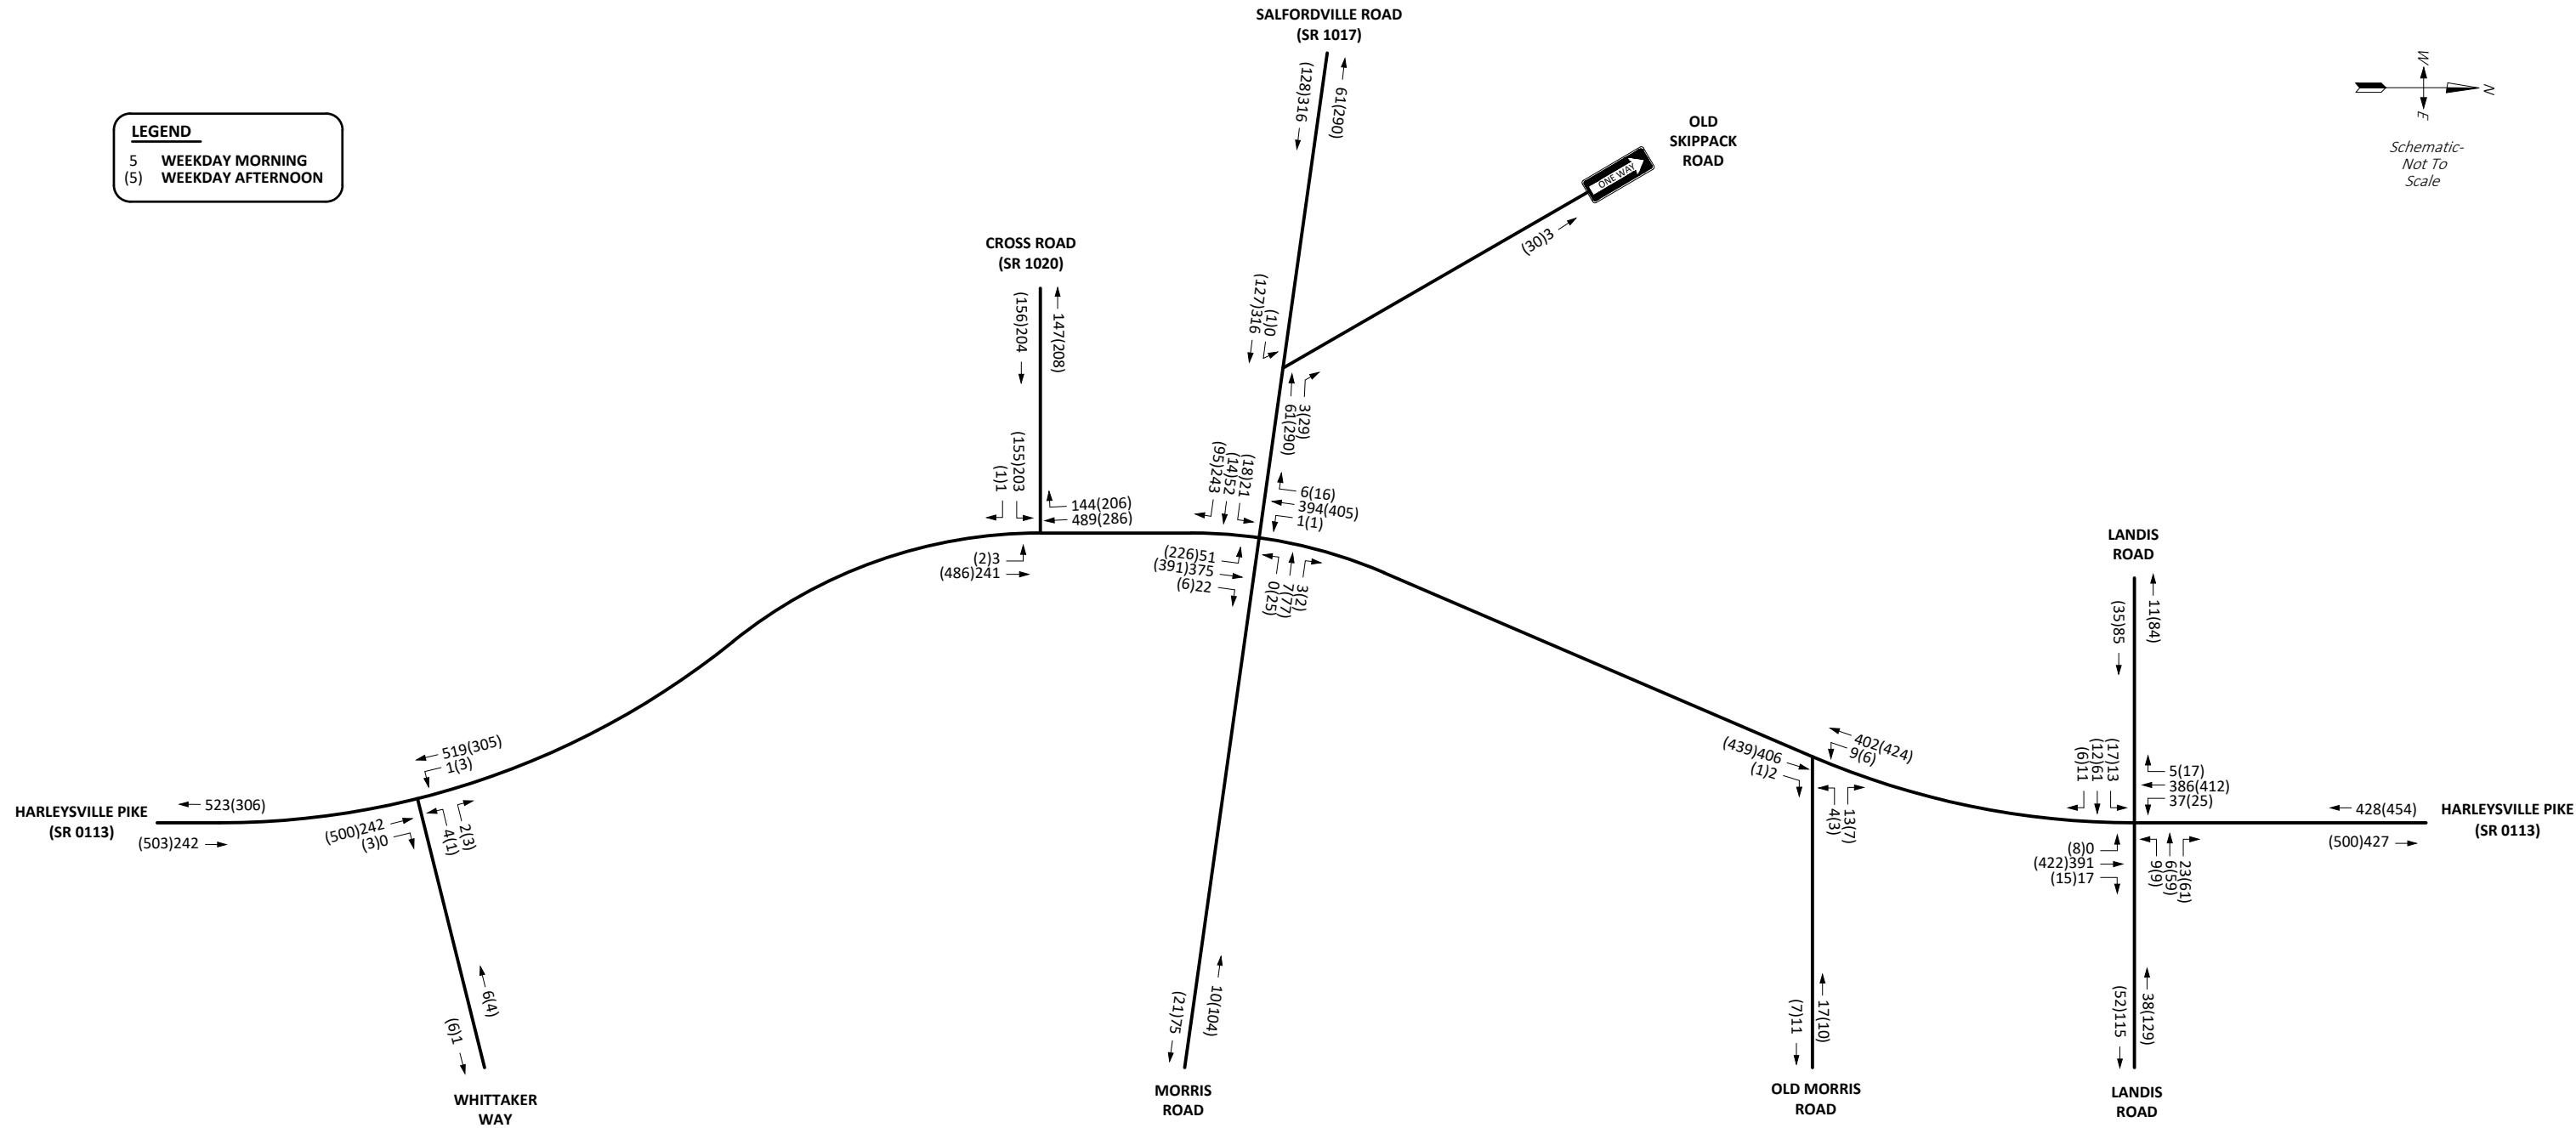 SALFORDVILLE ROAD
(SR 1017)
(128)316
61(290)
LEGEND
5 WEEKDAY MORNING
(5) WEEKDAY AFTERNOON
W
N
E
Schematic-
Not To
Scale
OLD
SKIPPACK
ROAD
ONE WAY
(30)3
CROSS ROAD
(SR 1020)
(156)204
147(208)
(127)316
(1)0
3(29)
61(290)
(155)203
(1)1
144(206)
489(286)
(2)3
(486)241
(18)21
(14)52
(95)243
6(16)
394(405)
1(1)
(226)51
(391)375
(6)22
3(2)
7(77)
0(25)
LANDIS
ROAD
(35)85
11(84)
519(305)
1(3)
HARLEYSVILLE PIKE
(SR 0113)
523(306)
(503)242
(500)242
(3)0
4(1)
2(3)
(439)406
(1)2
402(424)
9(6)
13(7)
4(3)
(17)13
(12)61
(6)11
5(17)
386(412)
37(25)
428(454)
HARLEYSVILLE PIKE
(SR 0113)
(500)427
(8)0
(422)391
(15)17
23(61)
6(59)
9(9)
6(4)
(6)1
WHITTAKER
WAY
(21)75
10(104)
MORRIS
ROAD
(7)11
17(10)
OLD MORRIS
ROAD
(52)115
38(129)
LANDIS
ROAD